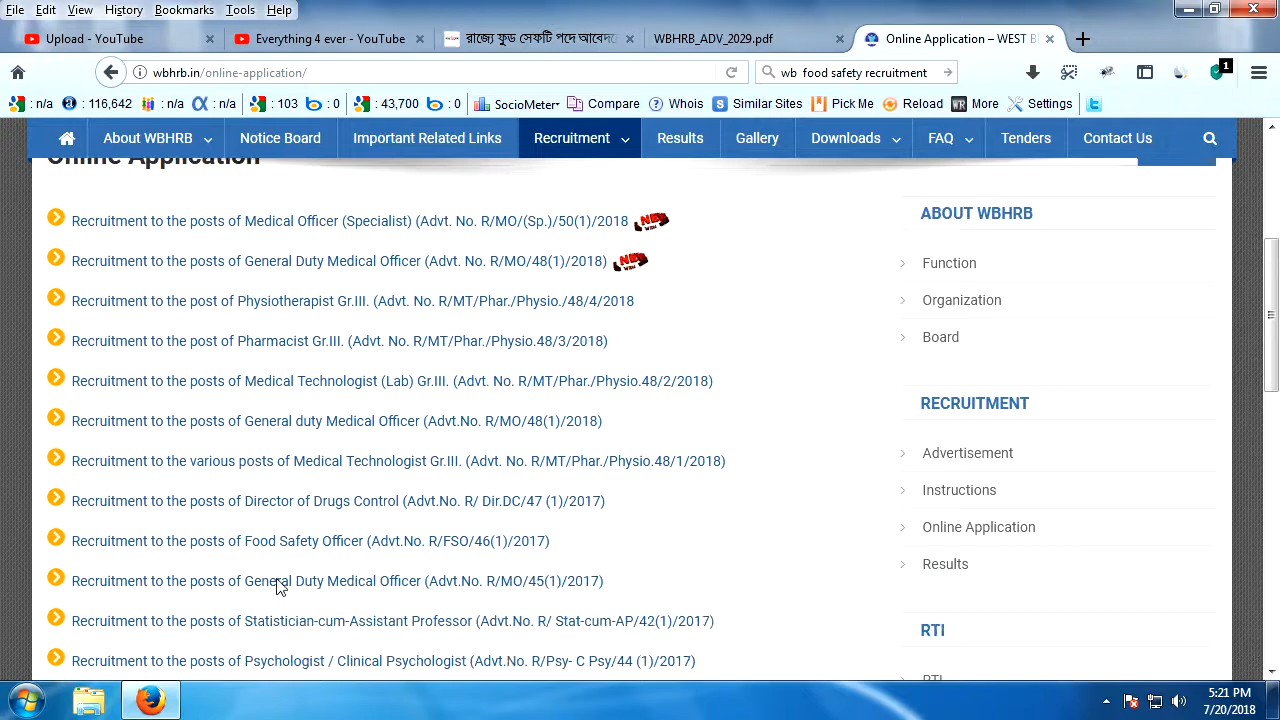 File Edit View History Bookmarks Tools Help
Upload - YouTube
Everything 4 ever - YouTube
রাজ্যে ফুড সেফটি পদে আবেদন
WBHRB_ADV_2029.pdf
Online Application – WEST B
wbhrb.in/online-application/
wb food safety recruitment
1
: n/a : 116,642 : n/a : n/a : 103 : 0 : 43,700 : 0 SocioMeter Compare Whois Similar Sites Pick Me Reload WR More Settings
About WBHRB Notice Board Important Related Links Recruitment Results Gallery Downloads FAQ Tenders Contact Us
Online Application
Recruitment to the posts of Medical Officer (Specialist) (Advt. No. R/MO/(Sp.)/50(1)/2018 NEW
Recruitment to the posts of General Duty Medical Officer (Advt. No. R/MO/48(1)/2018) NEW
Recruitment to the post of Physiotherapist Gr.III. (Advt. No. R/MT/Phar./Physio./48/4/2018
Recruitment to the post of Pharmacist Gr.III. (Advt. No. R/MT/Phar./Physio.48/3/2018)
Recruitment to the posts of Medical Technologist (Lab) Gr.III. (Advt. No. R/MT/Phar./Physio.48/2/2018)
Recruitment to the posts of General duty Medical Officer (Advt.No. R/MO/48(1)/2018)
Recruitment to the various posts of Medical Technologist Gr.III. (Advt. No. R/MT/Phar./Physio.48/1/2018)
Recruitment to the posts of Director of Drugs Control (Advt.No. R/ Dir.DC/47 (1)/2017)
Recruitment to the posts of Food Safety Officer (Advt.No. R/FSO/46(1)/2017)
Recruitment to the posts of General Duty Medical Officer (Advt.No. R/MO/45(1)/2017)
Recruitment to the posts of Statistician-cum-Assistant Professor (Advt.No. R/ Stat-cum-AP/42(1)/2017)
Recruitment to the posts of Psychologist / Clinical Psychologist (Advt.No. R/Psy- C Psy/44 (1)/2017)
ABOUT WBHRB
Function
Organization
Board
RECRUITMENT
Advertisement
Instructions
Online Application
Results
RTI
RTI
5:21 PM
7/20/2018